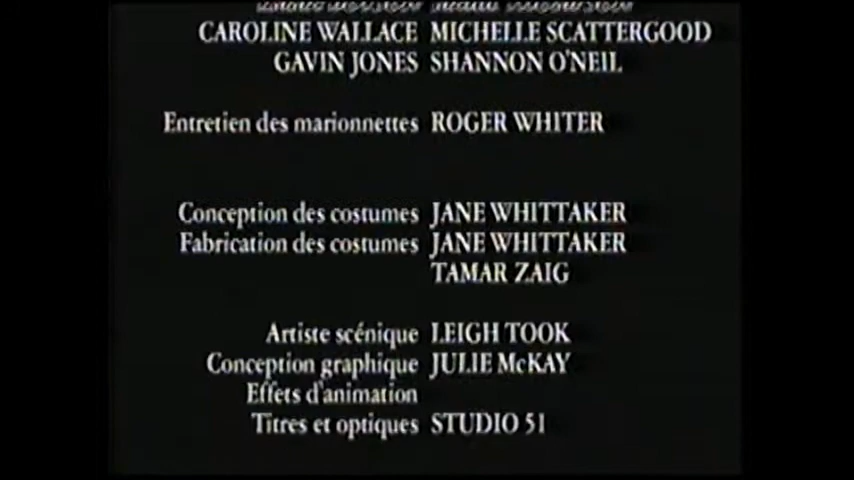 CAROLINE WALLACE MICHELLE SCATTERGOOD
GAVIN JONES SHANNON O'NEIL
Entretien des marionnettes ROGER WHITER
Conception des costumes JANE WHITTAKER
Fabrication des costumes JANE WHITTAKER
TAMAR ZAIG
Artiste scénique LEIGH TOOK
Conception graphique JULIE McKAY
Effets d'animation
Titres et optiques STUDIO 51